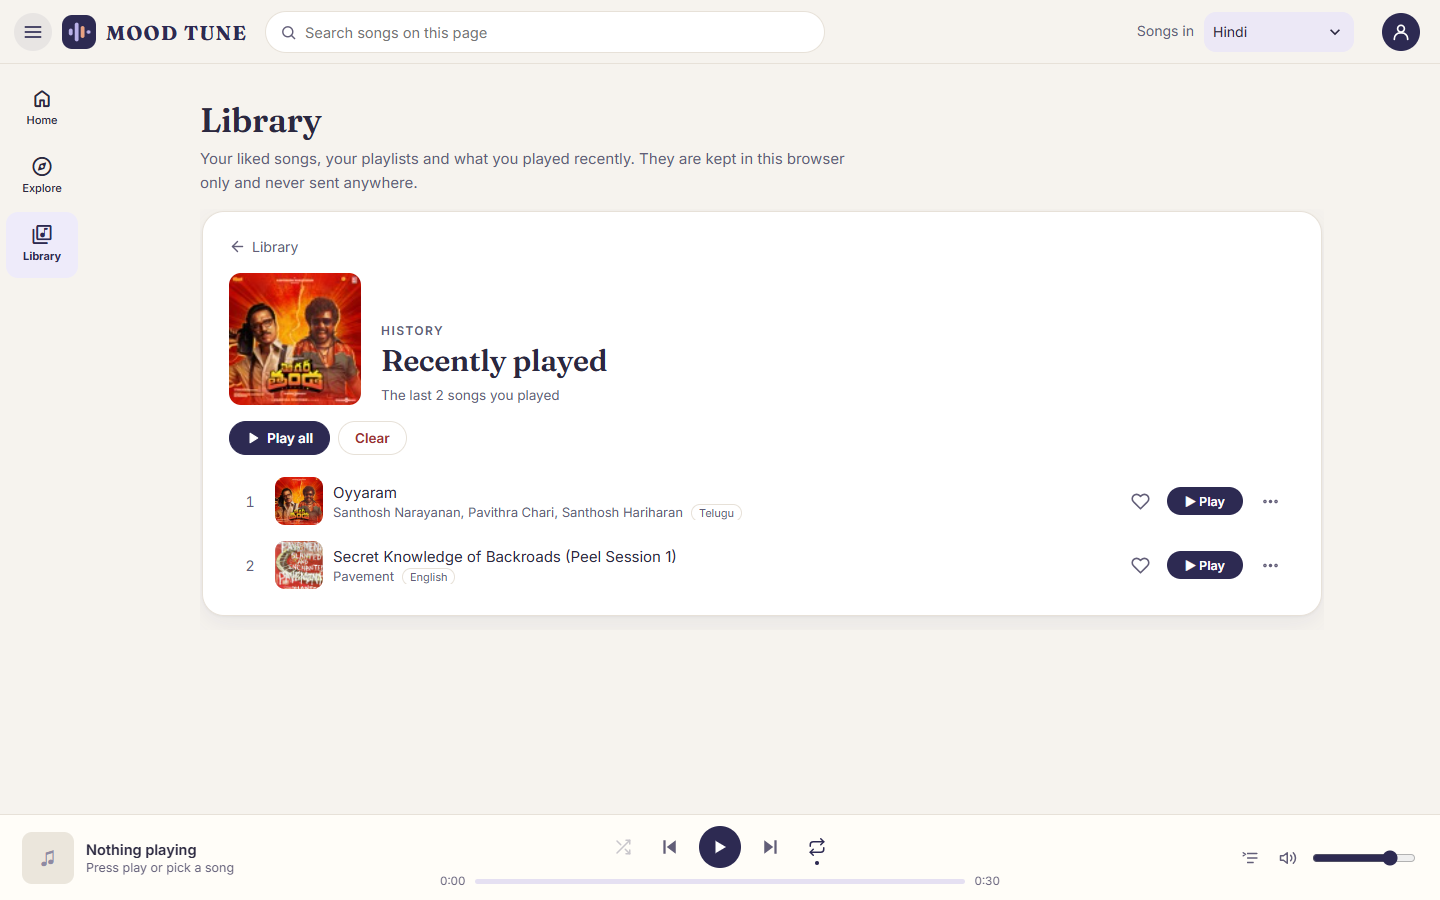 MOOD TUNE
Search songs on this page
Songs in
Hindi
Home
Explore
Library
Library
Your liked songs, your playlists and what you played recently. They are kept in this browser
only and never sent anywhere.
Library
HISTORY
Recently played
The last 2 songs you played
Play all
Clear
1
Oyyaram
Santhosh Narayanan, Pavithra Chari, Santhosh Hariharan
Telugu
Play
2
Secret Knowledge of Backroads (Peel Session 1)
Pavement
English
Play
Nothing playing
Press play or pick a song
0:00
0:30